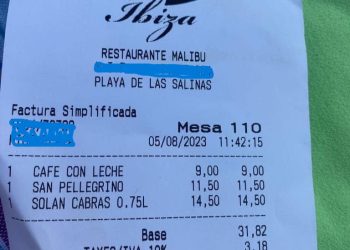 Ibiza
RESTAURANTE MALIBU
PLAYA DE LAS SALINAS
Factura Simplificada
Mesa 110
05/08/2023 11:42:15
1 CAFE CON LECHE 9,00 9,00
1 SAN PELLEGRINO 11,50 11,50
1 SOLAN CABRAS 0.75L 14,50 14,50
Base 31,82
10% 3,18